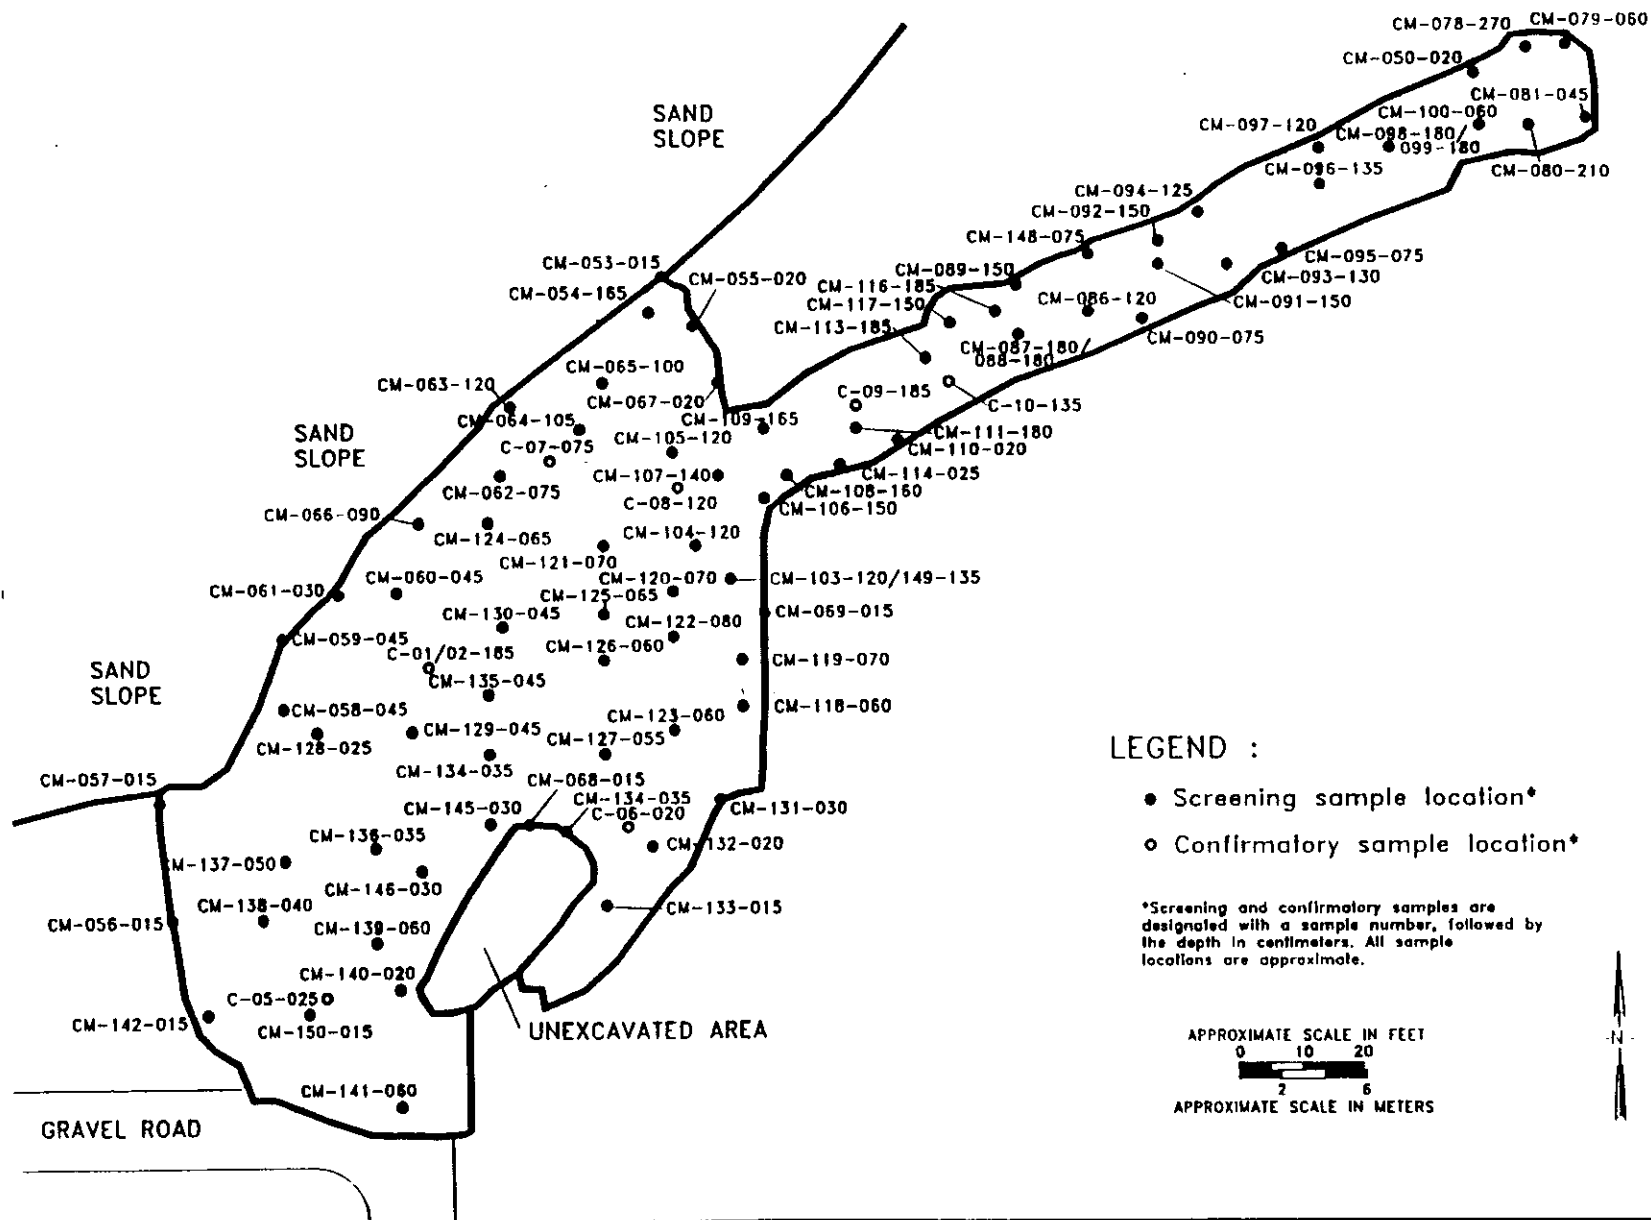 CM-078-270
CM-079-060
CM-050-020
CM-081-045
CM-100-060
CM-097-120
CM-098-180/
099-180
CM-096-135
CM-080-210
SAND
SLOPE
CM-094-125
CM-092-150
CM-148-075
CM-095-075
CM-093-130
CM-053-015
CM-055-020
CM-089-150
CM-116-185
CM-054-165
CM-117-150
CM-086-120
CM-091-150
CM-113-185
CM-090-075
CM-087-180/
088-180
CM-065-100
CM-063-120
CM-067-020
C-09-185
C-10-135
CM-064-105
CM-109-165
SAND
SLOPE
CM-105-120
CM-111-180
C-07-075
CM-110-020
CM-107-140
CM-114-025
CM-062-075
CM-108-160
C-08-120
CM-106-150
CM-066-090
CM-124-065
CM-104-120
CM-121-070
CM-060-045
CM-120-070
CM-103-120/149-135
CM-061-030
CM-125-065
CM-130-045
CM-069-015
CM-122-080
CM-059-045
CM-126-060
C-01/02-185
CM-119-070
SAND
SLOPE
CM-135-045
CM-118-060
CM-058-045
CM-123-060
CM-129-045
CM-128-025
CM-127-055
CM-134-035
CM-057-015
CM-068-015
CM-134-035
CM-145-030
CM-131-030
C-06-020
CM-136-035
CM-132-020
CM-137-050
CM-146-030
CM-138-040
CM-133-015
CM-056-015
CM-139-060
CM-140-020
C-05-025
CM-142-015
CM-150-015
UNEXCAVATED AREA
CM-141-060
GRAVEL ROAD
LEGEND :
Screening sample location*
Confirmatory sample location*
*Screening and confirmatory samples are
designated with a sample number, followed by
the depth in centimeters. All sample
locations are approximate.
APPROXIMATE SCALE IN FEET
0 10 20
2 6
APPROXIMATE SCALE IN METERS
N